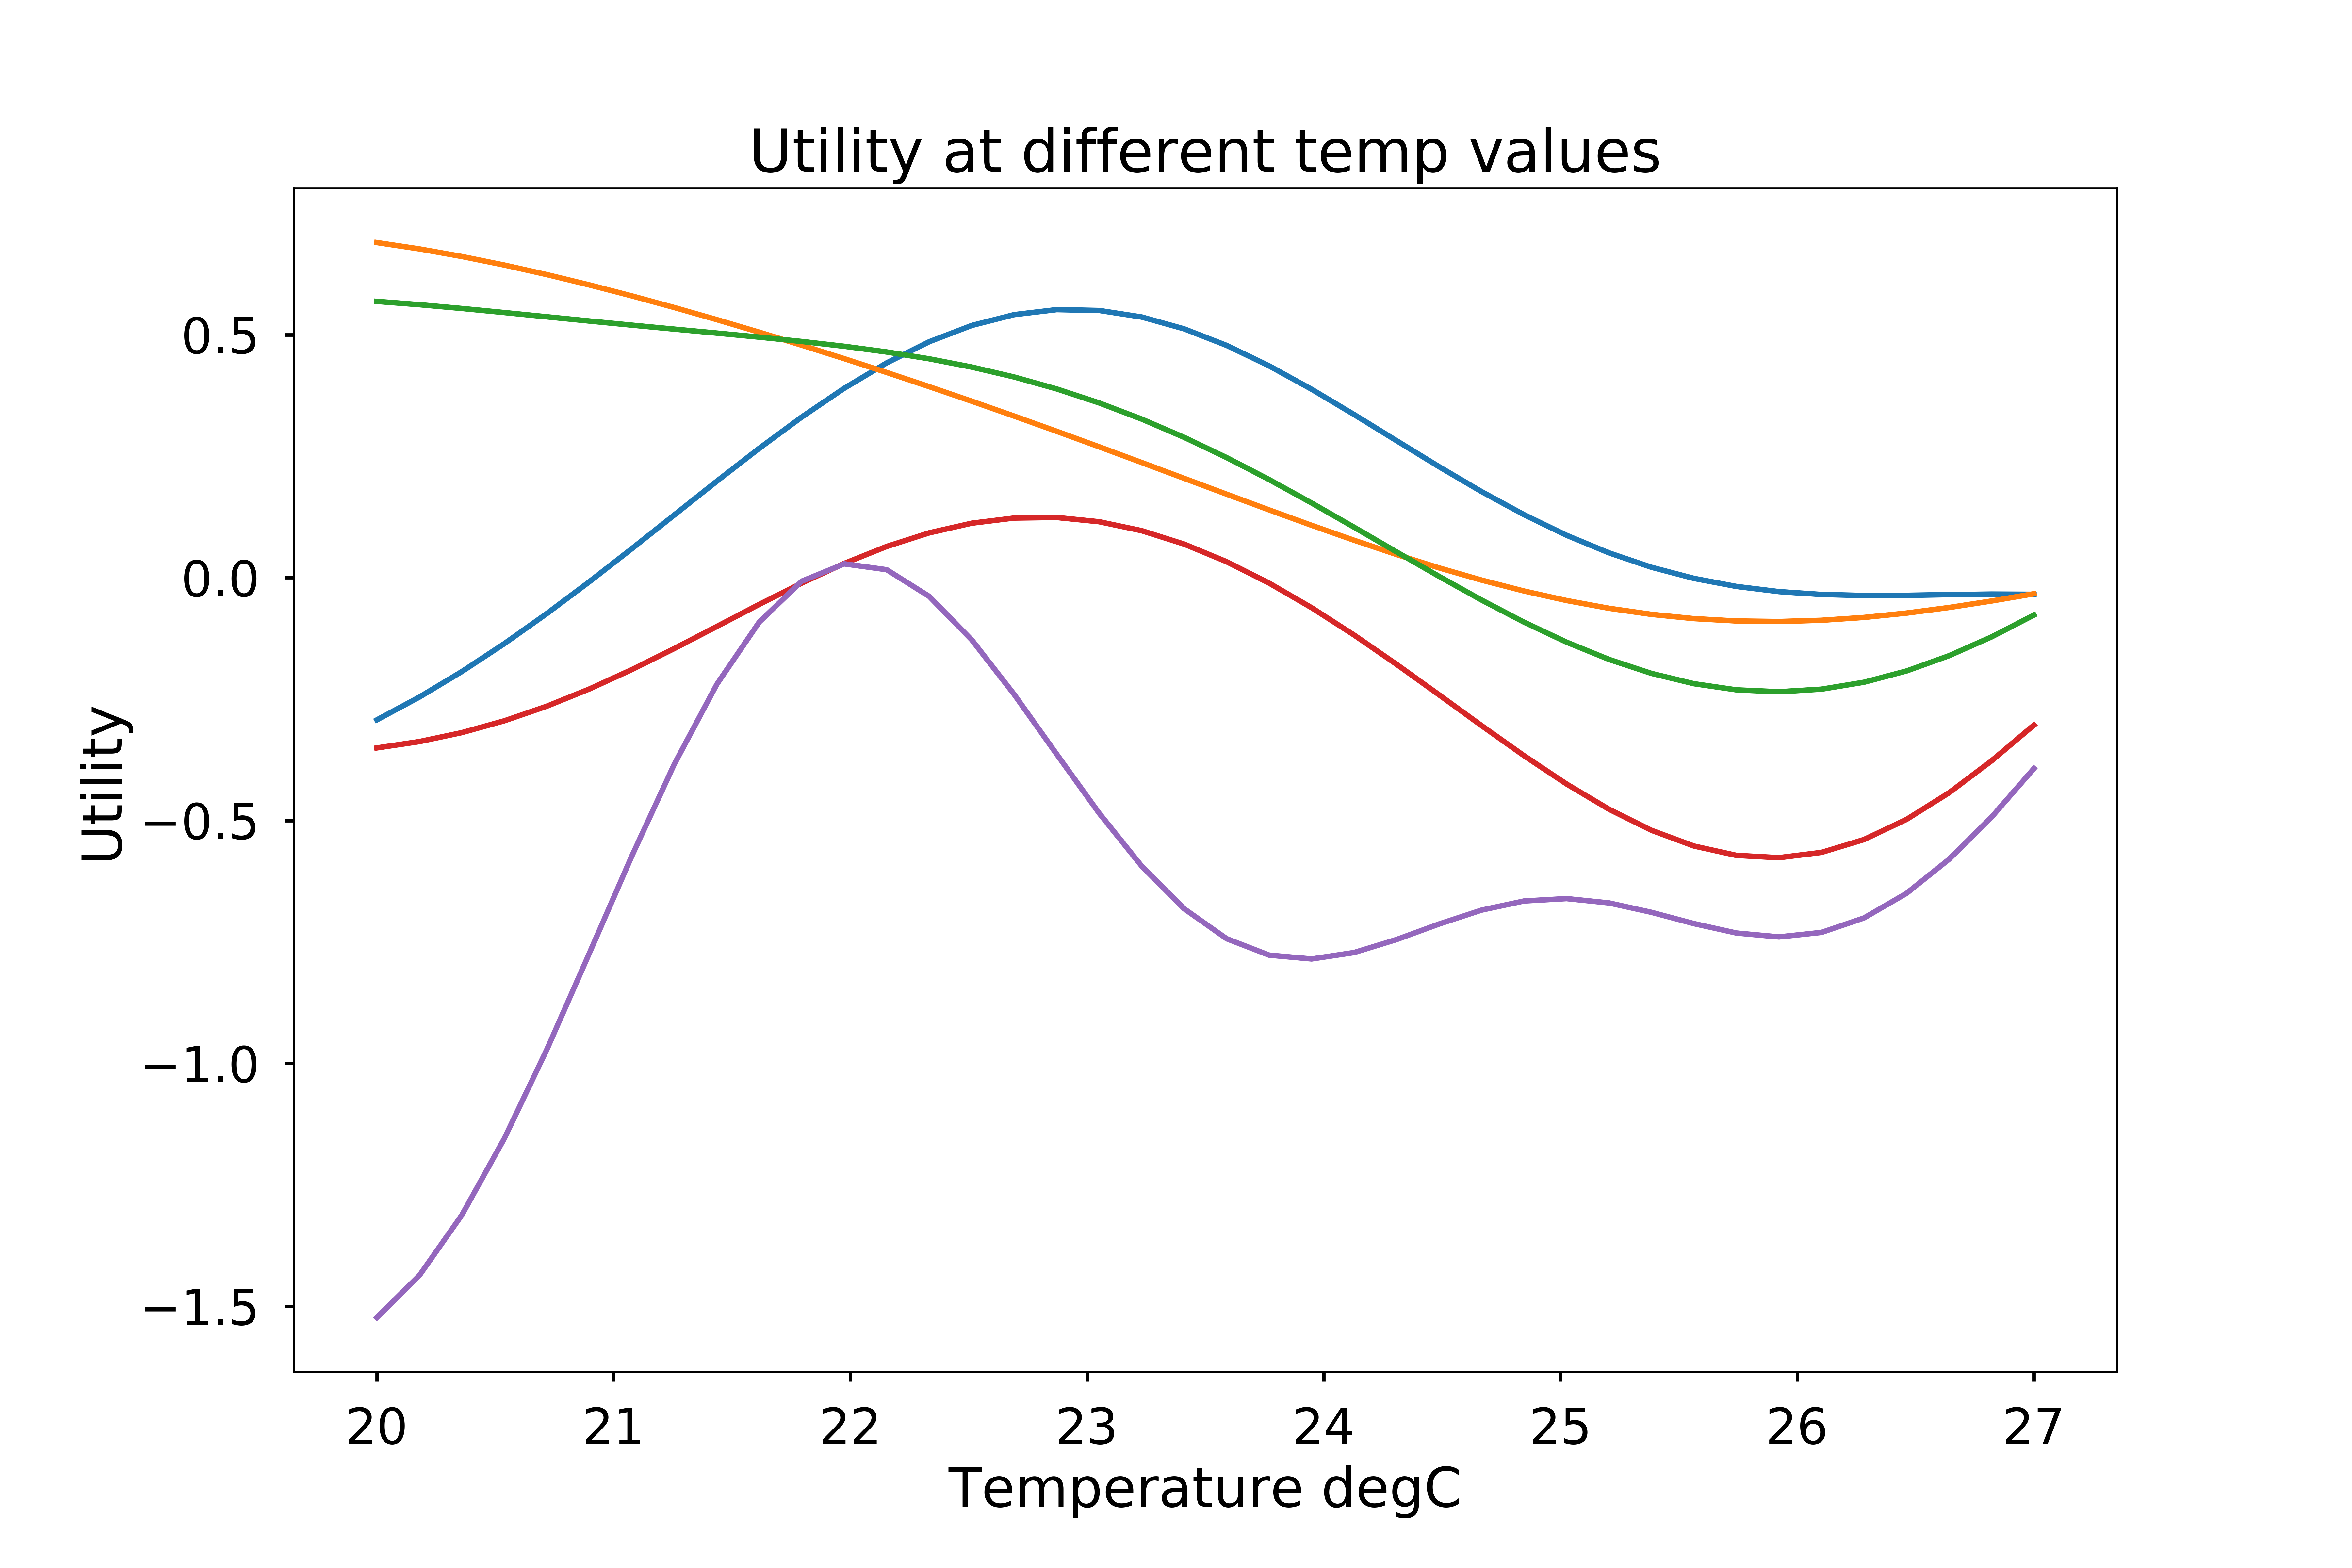 Utility at different temp values
Utility
0.5
0.0
−0.5
−1.0
−1.5
20 21 22 23 24 25 26 27
Temperature degC